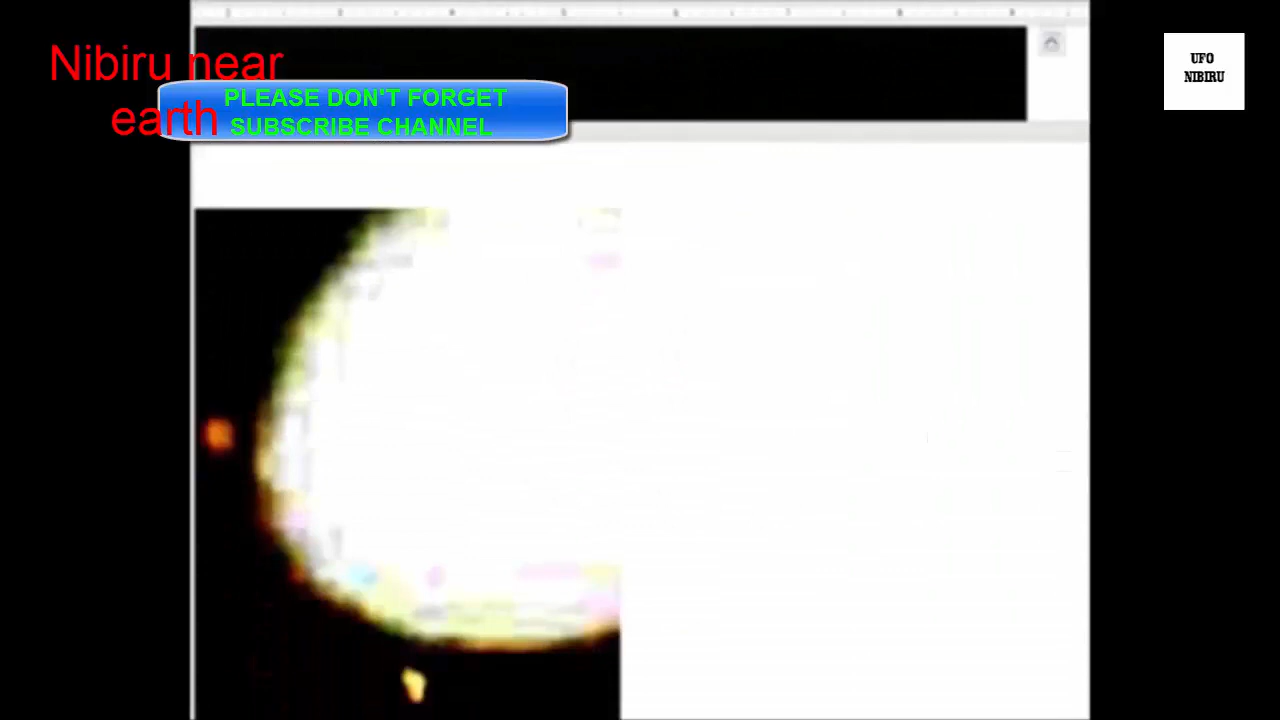 Nibiru near
earth
PLEASE DON'T FORGET
SUBSCRIBE CHANNEL
UFO
NIBIRU